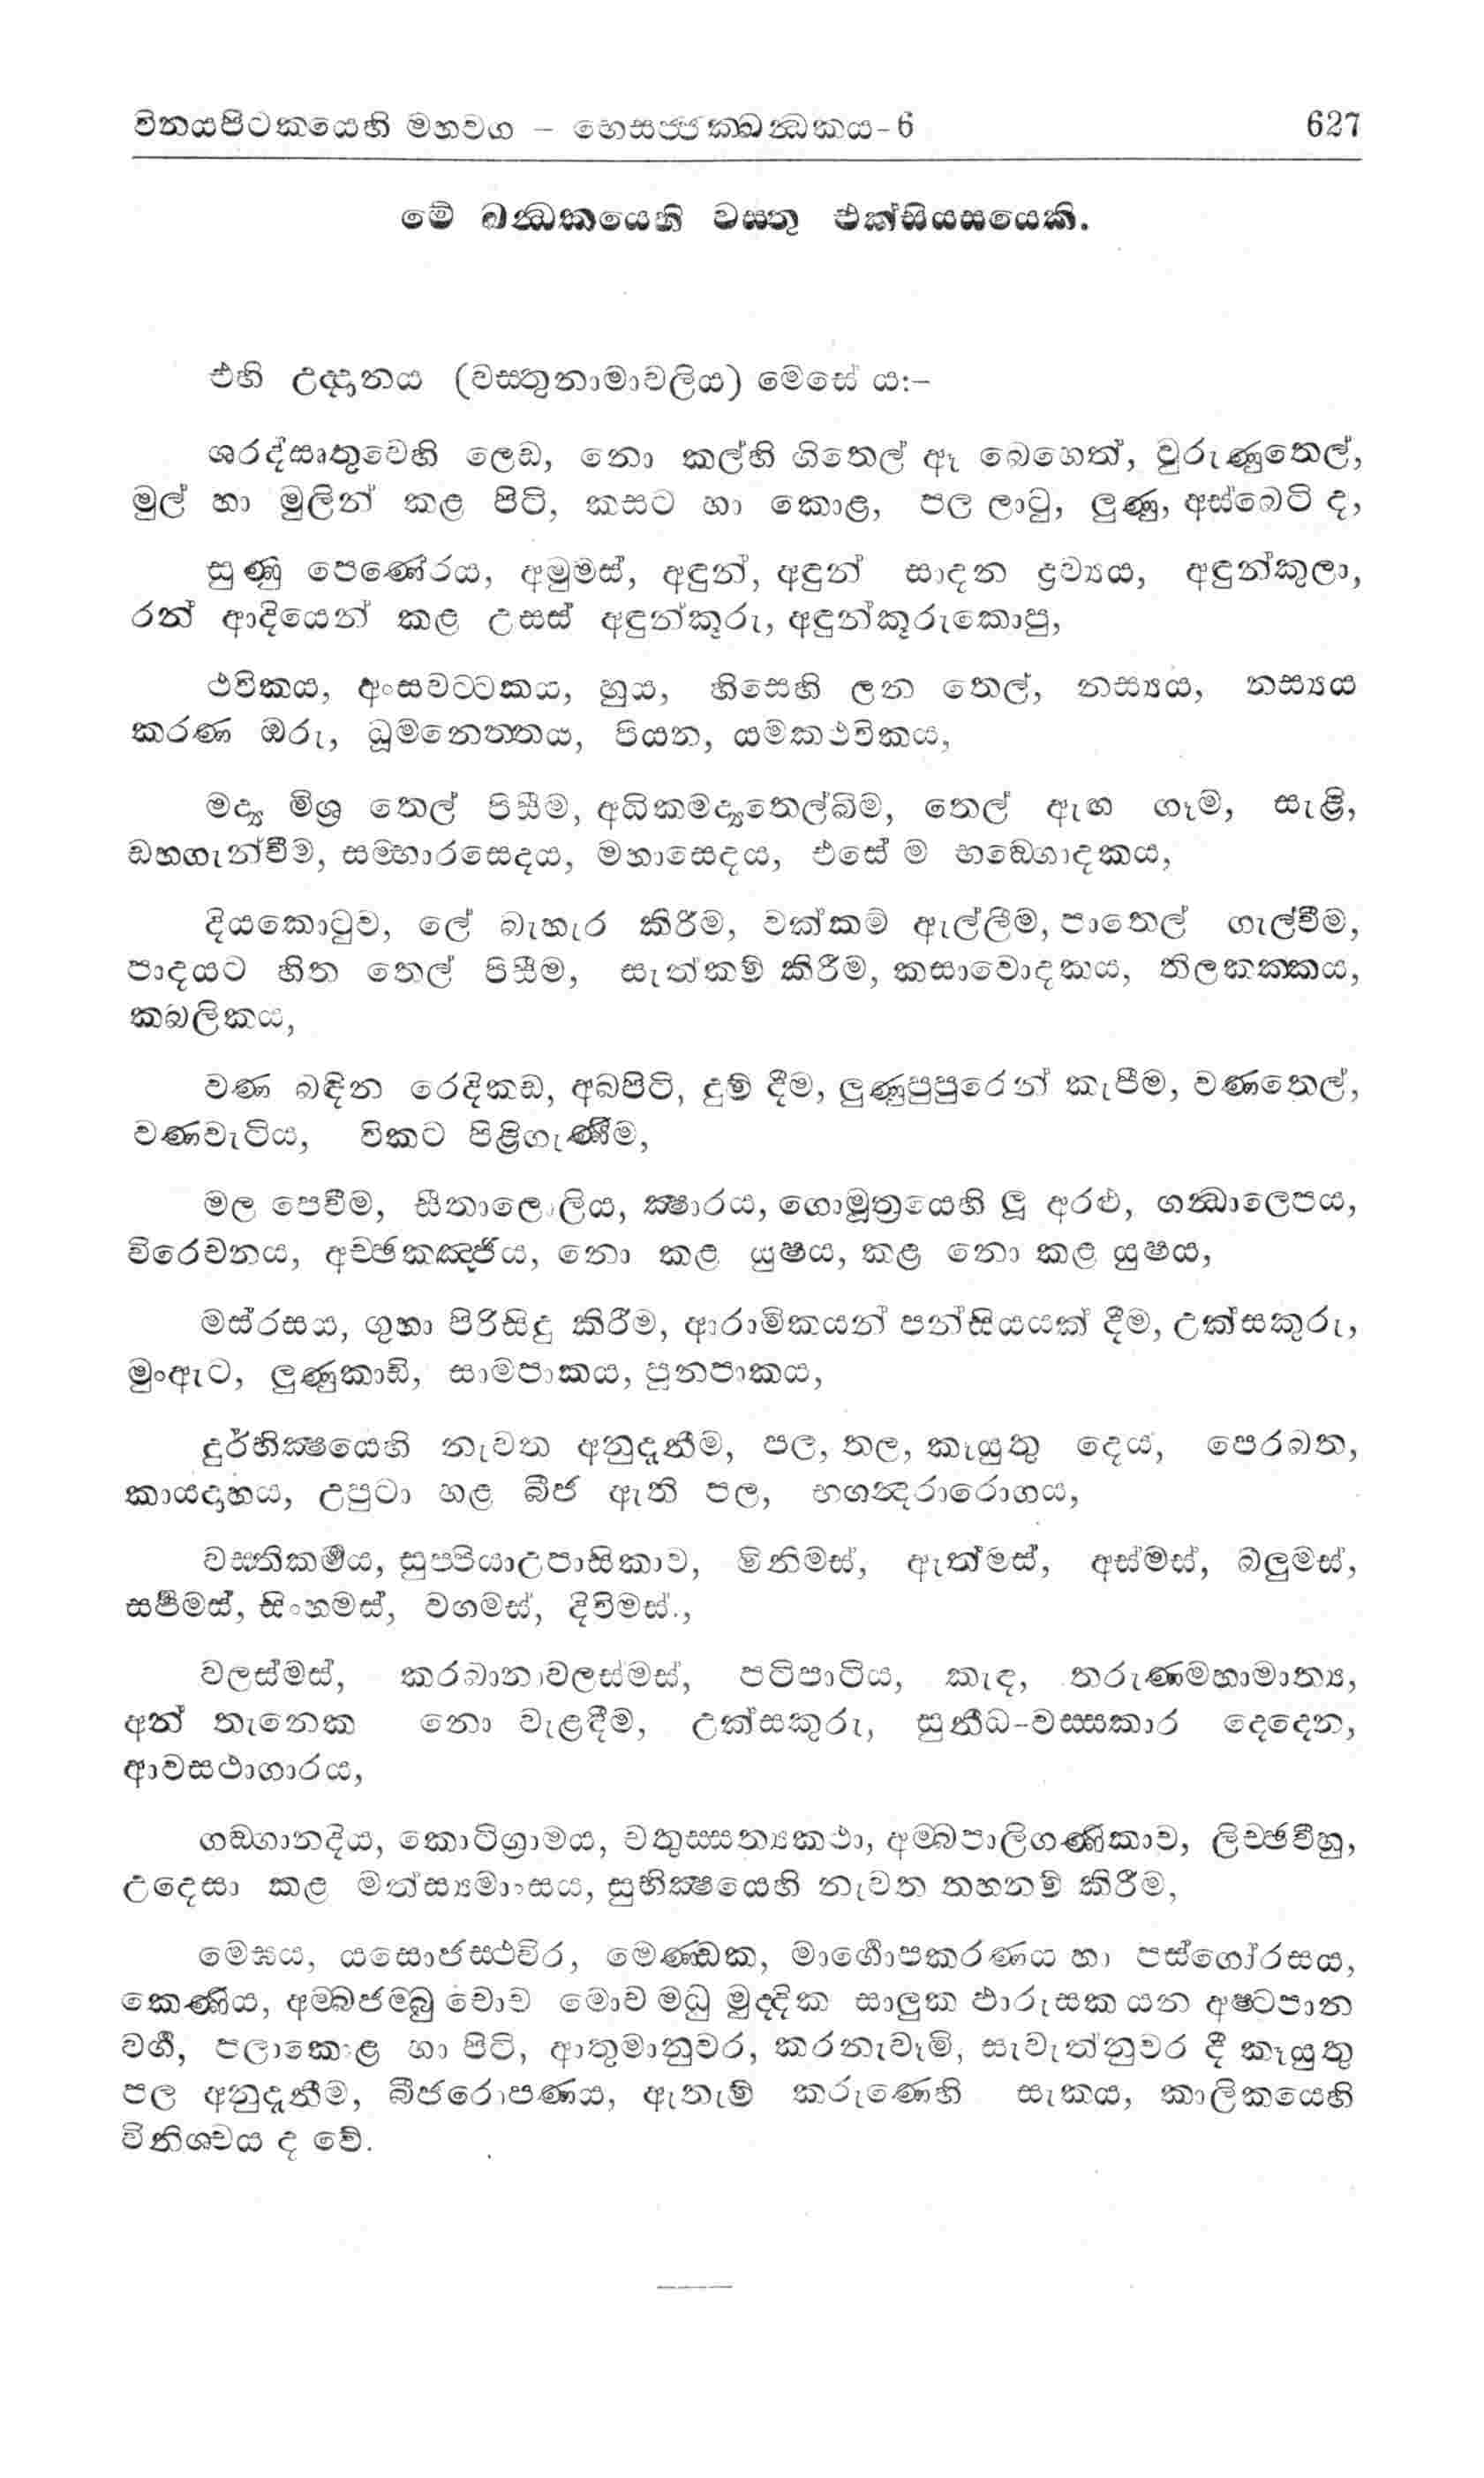 විනයපිටකයෙහි මහවග – භෙසජ්ජක්ඛන්ධකය-6 627
මේ ඛන්ධකයෙහි වස්තු එක්සියසයෙකි.
එහි උද්දානය (වස්තුනාමාවලිය) මෙසේ ය:–
ශරද්සෘතුවෙහි ලෙඩ, නො කල්හි ගිතෙල් ඈ බෙහෙත්, වුරුණුතෙල්,
මුල් හා මුලින් කළ පිටි, කසට හා කොළ, පල ලාටු, ලුණු, අස්බෙටි ද,
සුණු පෙණේරය, අමුමස්, අඳුන්, අඳුන් සාදන ද්‍රව්‍යය, අඳුන්කුලා,
රන් ආදියෙන් කළ උසස් අඳුන්කූරු, අඳුන්කූරුකොපු,
ථවිකය, අංසවට්ටකය, හුය, හිසෙහි ලන තෙල්, නස්‍යය, නස්‍යය
කරණ ඔරු, ධූමනෙත්තය, පියන, යමකථවිකය,
මද්‍ය මිශ්‍ර තෙල් පිසීම, අධිකමද්‍යතෙල්බීම, තෙල් ඇඟ ගෑම්, සැළි,
ඩහගැන්වීම, සම්භාරසෙදය, මහාසෙදය, එසේ ම භඞ්ගොදකය,
දියකොටුව, ලේ බැහැර කිරීම, වක්කම් ඇල්ලීම, පාතෙල් ගැල්වීම,
පාදයට හිත තෙල් පිසීම, සැත්කම් කිරීම, කසාවොදකය, තිලකක්කය,
කබලිකය,
වණ බඳින රෙදිකඩ, අබපිටි, දුම් දීම, ලුණුපුපුරෙන් කැපීම, වණතෙල්,
වණවැටිය, විකට පිළිගැණීම,
මල පෙවීම, සීතාලොලිය, ක්‍ෂාරය, ගොමූත්‍රයෙහි ලූ අරළු, ගන්ධාලෙපය,
විරෙචනය, අච්ඡකඤ්ජිය, නො කළ යුෂය, කළ නො කළ යුෂය,
මස්රසය, ගුහා පිරිසිදු කිරීම, ආරාමිකයන් පන්සියයක් දීම, උක්සකුරු,
මුංඇට, ලුණුකාඩි, සාමපාකය, පුනපාකය,
දුර්භික්‍ෂයෙහි නැවත අනුදැනීම, පල, තල, කැයුතු දෙය, පෙරබත,
කායදාහය, උපුටා හළ බීජ ඇති පල, භගන්දරාරොගය,
වස්තිකර්‍මය, සුප්පියාඋපාසිකාව, මිනිමස්, ඇත්මස්, අස්මස්, බලුමස්,
සර්‍පමස්, සිංහමස්, වගමස්, දිවිමස්.,
වලස්මස්, කරබානාවලස්මස්, පටිපාටිය, කැඳ, තරුණමහාමාත්‍ය,
අන් තැනෙක නො වැළදීම, උක්සකුරු, සුනීධ-වස්සකාර දෙදෙන,
ආවසථාගාරය,
ගඞ්ගානදිය, කොටිග්‍රාමය, චතුස්සත්‍යකථා, අම්බපාලිගණිකාව, ලිච්ඡවීහු,
උදෙසා කළ මත්ස්‍යමාංසය, සුභික්‍ෂයෙහි නැවත තහනම් කිරීම,
මෙඝය, යසොජස්ථවිර, මෙණ්ඩක, මාර්‍ගොපකරණය හා පස්ගෝරසය,
කෙණිය, අම්බජම්බු චොච මොච මධු මුද්දික සාලුක ඵාරුසක යන අෂ්ටපාන
වර්‍ග, පලාකොළ හා පිටි, ආතුමානුවර, කරනැවෑමි, සැවැත්නුවර දී කැයුතු
පල අනුදැනීම, බීජරොපණය, ඇතැම් කරුණෙහි සැකය, කාලිකයෙහි
විනිශ්චය ද වේ.